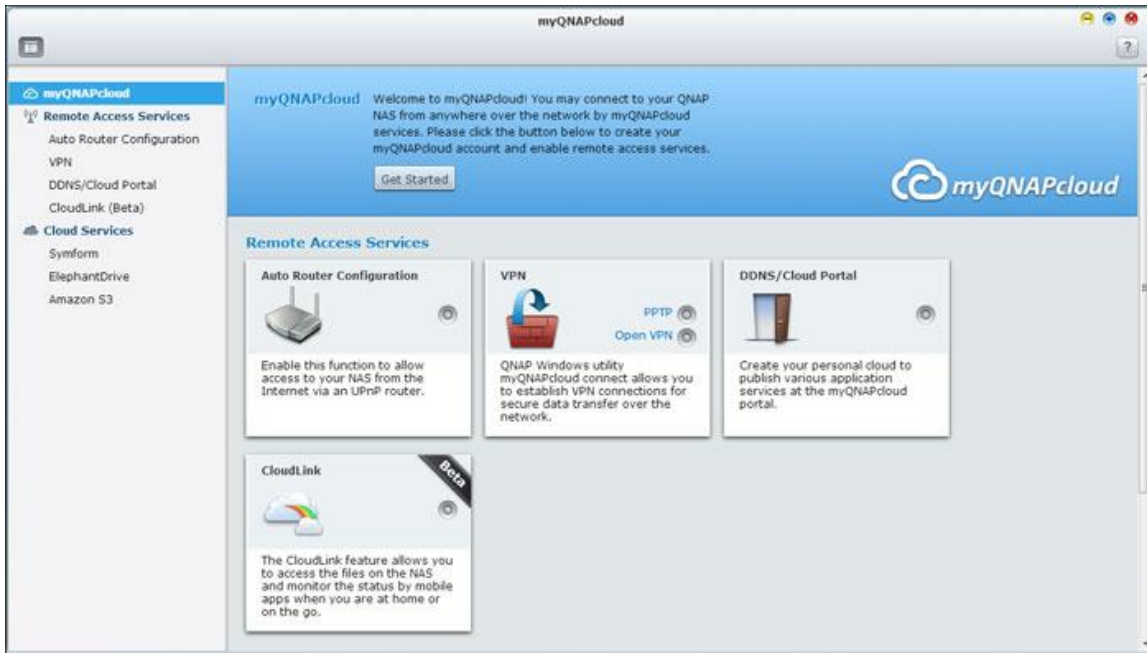 myQNAPcloud
?
myQNAPcloud
Remote Access Services
Auto Router Configuration
VPN
DDNS/Cloud Portal
CloudLink (Beta)
Cloud Services
Symform
ElephantDrive
Amazon S3
myQNAPcloud
Welcome to myQNAPcloud! You may connect to your QNAP
NAS from anywhere over the network by myQNAPcloud
services. Please click the button below to create your
myQNAPcloud account and enable remote access services.
Get Started
myQNAPcloud
Remote Access Services
Auto Router Configuration
Enable this function to allow
access to your NAS from the
Internet via an UPnP router.
VPN
PPTP
Open VPN
QNAP Windows utility
myQNAPcloud connect allows you
to establish VPN connections for
secure data transfer over the
network.
DDNS/Cloud Portal
Create your personal cloud to
publish various application
services at the myQNAPcloud
portal.
CloudLink
Beta
The CloudLink feature allows you
to access the files on the NAS
and monitor the status by mobile
apps when you are at home or
on the go.